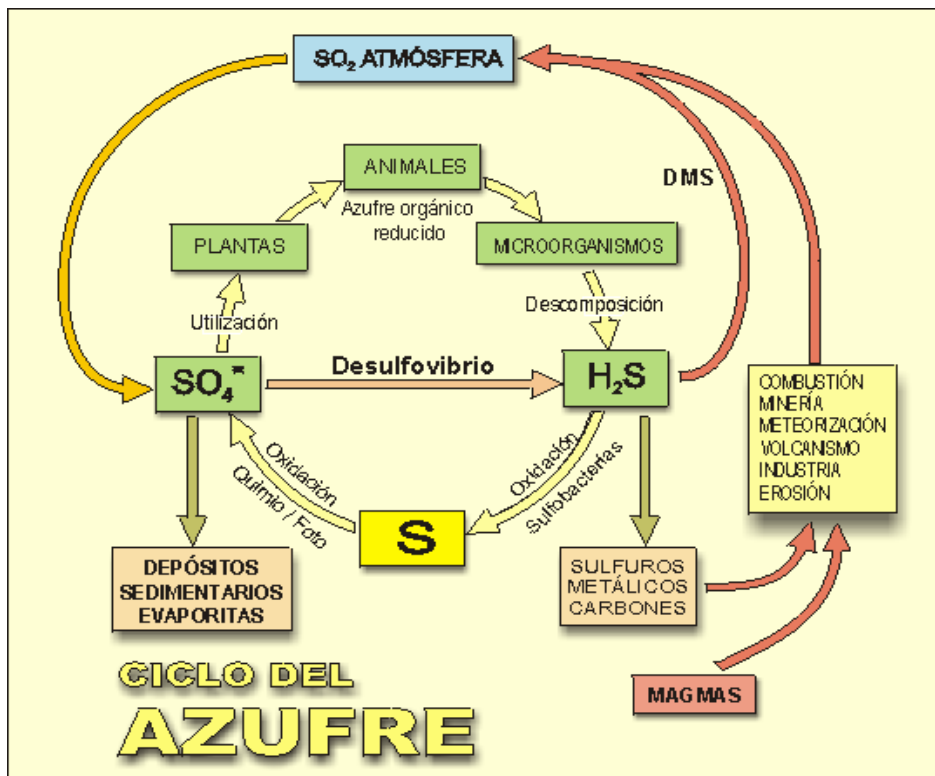 SO₂ ATMÓSFERA
ANIMALES
Azufre orgánico
reducido
DMS
PLANTAS
MICROORGANISMOS
Utilización
Descomposición
SO₄⁼
Desulfovibrio
H₂S
COMBUSTIÓN
MINERÍA
METEORIZACIÓN
VOLCANISMO
INDUSTRIA
EROSIÓN
Oxidación
Quimio / Foto
Oxidación
Sulfobacterias
S
DEPÓSITOS
SEDIMENTARIOS
EVAPORITAS
SULFUROS
METÁLICOS
CARBONES
MAGMAS
CICLO DEL
AZUFRE